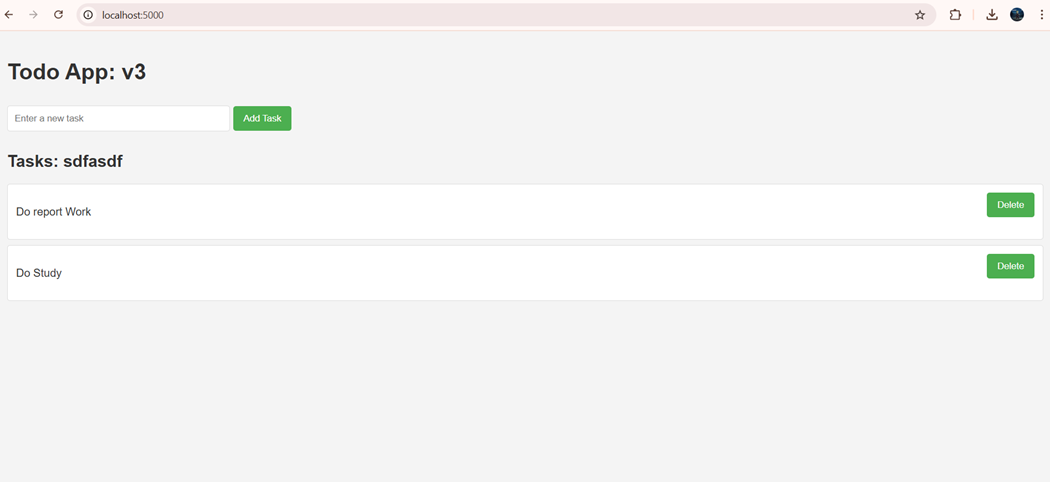 localhost:5000
Todo App: v3
Enter a new task Add Task
Tasks: sdfasdf
Do report Work Delete
Do Study Delete